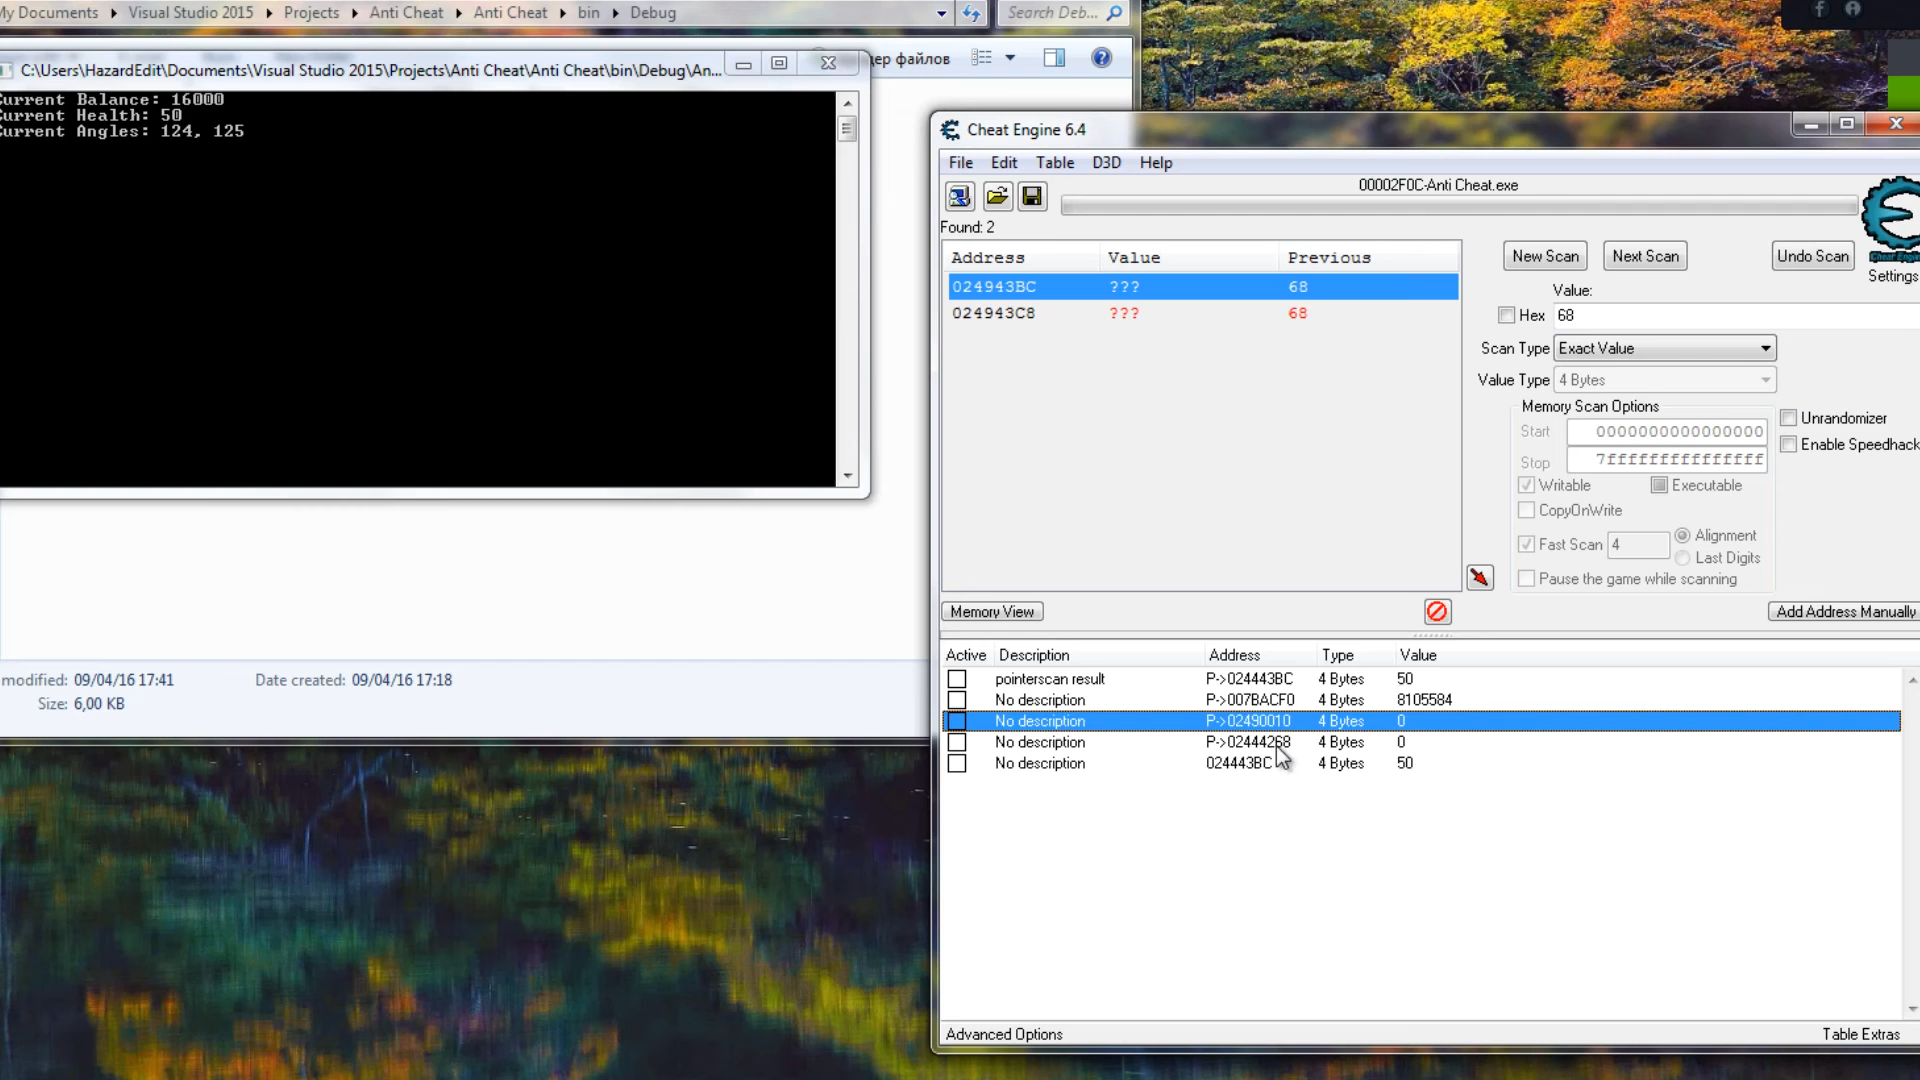 My Documents Visual Studio 2015 Projects Anti Cheat Anti Cheat bin Debug
Search Deb...
C:\Users\HazardEdit\Documents\Visual Studio 2015\Projects\Anti Cheat\Anti Cheat\bin\Debug\An...
дер файлов
Current Balance: 16000
Current Health: 50
Current Angles: 124, 125
modified: 09/04/16 17:41
Date created: 09/04/16 17:18
Size: 6,00 KB
Cheat Engine 6.4
File Edit Table D3D Help
00002F0C-Anti Cheat.exe
Found: 2
Address Value Previous
024943BC ??? 68
024943C8 ??? 68
New Scan Next Scan Undo Scan
Settings
Value:
Hex 68
Scan Type Exact Value
Value Type 4 Bytes
Memory Scan Options
Start 0000000000000000
Stop 7fffffffffffffff
Writable Executable
CopyOnWrite
Fast Scan 4 Alignment
Last Digits
Pause the game while scanning
Unrandomizer
Enable Speedhack
Memory View
Add Address Manually
Active Description Address Type Value
pointerscan result P->024443BC 4 Bytes 50
No description P->007BACF0 4 Bytes 8105584
No description P->02490010 4 Bytes 0
No description P->02444268 4 Bytes 0
No description 024443BC 4 Bytes 50
Advanced Options
Table Extras